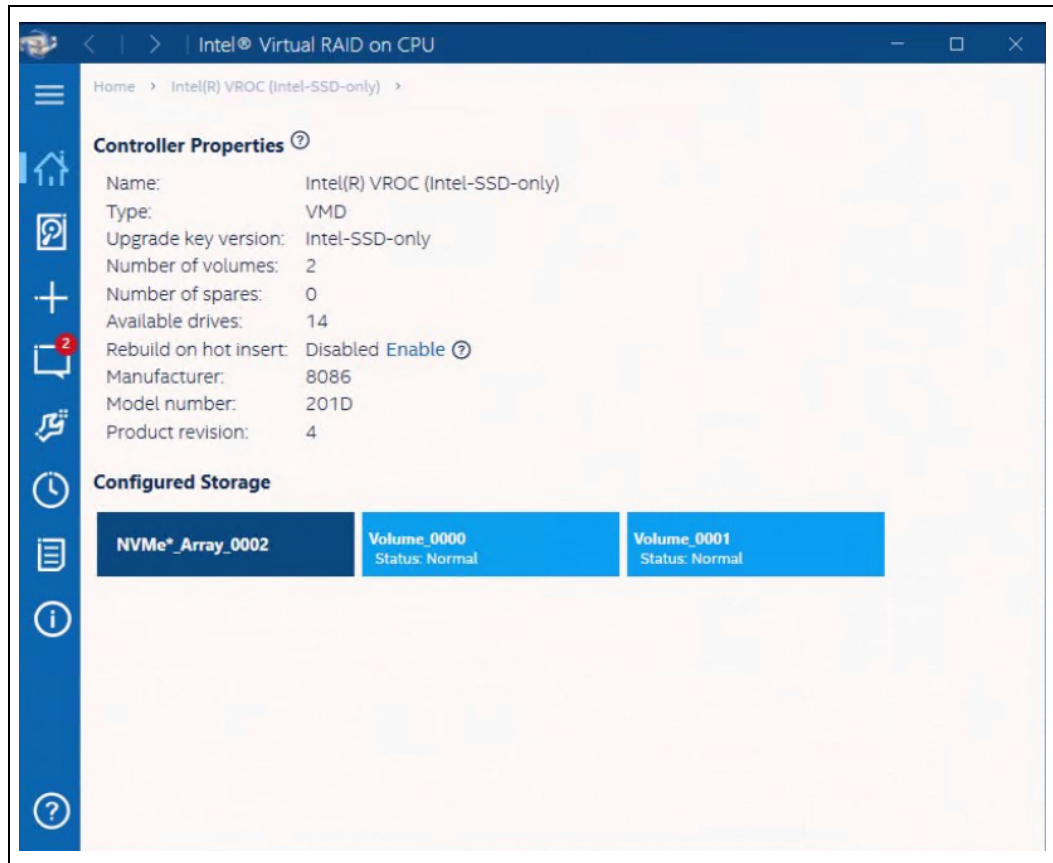 Intel® Virtual RAID on CPU
Home > Intel(R) VROC (Intel-SSD-only) >
Controller Properties ?
Name: Intel(R) VROC (Intel-SSD-only)
Type: VMD
Upgrade key version: Intel-SSD-only
Number of volumes: 2
Number of spares: 0
Available drives: 14
2
Rebuild on hot insert: Disabled Enable ?
Manufacturer: 8086
Model number: 201D
Product revision: 4
Configured Storage
NVMe*_Array_0002
Volume_0000
Status: Normal
Volume_0001
Status: Normal